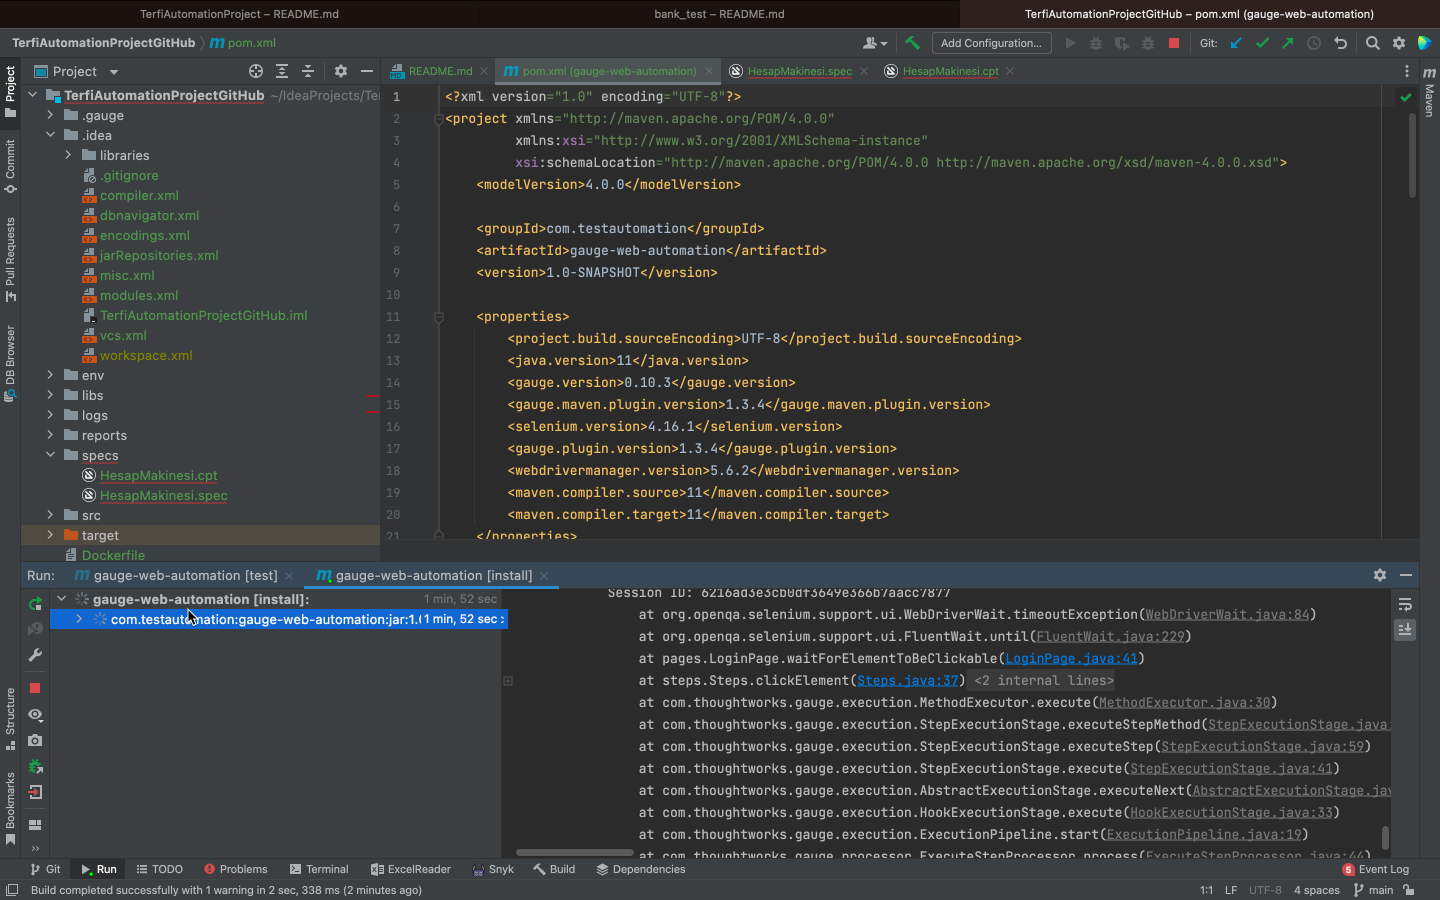 TerfiAutomationProject – README.md
bank_test – README.md
TerfiAutomationProjectGitHub – pom.xml (gauge-web-automation)
TerfiAutomationProjectGitHub
pom.xml
Add Configuration...
Git:
Project
README.md
pom.xml (gauge-web-automation)
HesapMakinesi.spec
HesapMakinesi.cpt
Project
Commit
Pull Requests
DB Browser
Structure
Bookmarks
Maven
TerfiAutomationProjectGitHub ~/IdeaProjects/Te
.gauge
.idea
libraries
.gitignore
compiler.xml
dbnavigator.xml
encodings.xml
jarRepositories.xml
misc.xml
modules.xml
TerfiAutomationProjectGitHub.iml
vcs.xml
workspace.xml
env
libs
logs
reports
specs
HesapMakinesi.cpt
HesapMakinesi.spec
src
target
Dockerfile
1 <?xml version="1.0" encoding="UTF-8"?>
2 <project xmlns="http://maven.apache.org/POM/4.0.0"
3 xmlns:xsi="http://www.w3.org/2001/XMLSchema-instance"
4 xsi:schemaLocation="http://maven.apache.org/POM/4.0.0 http://maven.apache.org/xsd/maven-4.0.0.xsd">
5 <modelVersion>4.0.0</modelVersion>
6
7 <groupId>com.testautomation</groupId>
8 <artifactId>gauge-web-automation</artifactId>
9 <version>1.0-SNAPSHOT</version>
10
11 <properties>
12 <project.build.sourceEncoding>UTF-8</project.build.sourceEncoding>
13 <java.version>11</java.version>
14 <gauge.version>0.10.3</gauge.version>
15 <gauge.maven.plugin.version>1.3.4</gauge.maven.plugin.version>
16 <selenium.version>4.16.1</selenium.version>
17 <gauge.plugin.version>1.3.4</gauge.plugin.version>
18 <webdrivermanager.version>5.6.2</webdrivermanager.version>
19 <maven.compiler.source>11</maven.compiler.source>
20 <maven.compiler.target>11</maven.compiler.target>
21 </properties>
Run:
gauge-web-automation [test]
gauge-web-automation [install]
gauge-web-automation [install]: 1 min, 52 sec
com.testautomation:gauge-web-automation:jar:1.0 1 min, 52 sec
Session ID: 6216ad3e3cb0df3649e366b7aacc7877
at org.openqa.selenium.support.ui.WebDriverWait.timeoutException(WebDriverWait.java:84)
at org.openqa.selenium.support.ui.FluentWait.until(FluentWait.java:229)
at pages.LoginPage.waitForElementToBeClickable(LoginPage.java:41)
at steps.Steps.clickElement(Steps.java:37) <2 internal lines>
at com.thoughtworks.gauge.execution.MethodExecutor.execute(MethodExecutor.java:30)
at com.thoughtworks.gauge.execution.StepExecutionStage.executeStepMethod(StepExecutionStage.java:
at com.thoughtworks.gauge.execution.StepExecutionStage.executeStep(StepExecutionStage.java:59)
at com.thoughtworks.gauge.execution.StepExecutionStage.execute(StepExecutionStage.java:41)
at com.thoughtworks.gauge.execution.AbstractExecutionStage.executeNext(AbstractExecutionStage.jav
at com.thoughtworks.gauge.execution.HookExecutionStage.execute(HookExecutionStage.java:33)
at com.thoughtworks.gauge.execution.ExecutionPipeline.start(ExecutionPipeline.java:19)
at com.thoughtworks.gauge.processor.ExecuteStepProcessor.process(ExecuteStepProcessor.java:44)
Git
Run
TODO
Problems
Terminal
ExcelReader
Snyk
Build
Dependencies
5 Event Log
Build completed successfully with 1 warning in 2 sec, 338 ms (2 minutes ago)
1:1 LF UTF-8 4 spaces main